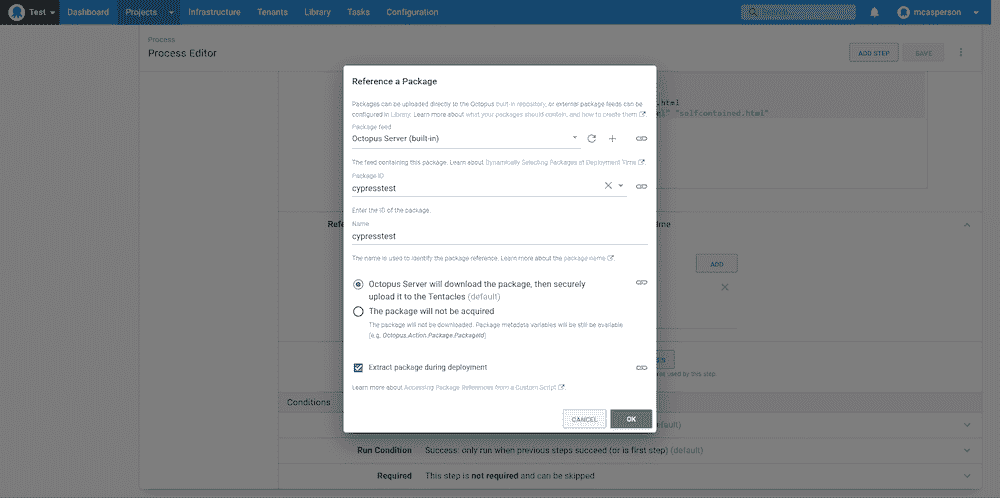 Test
Dashboard
Projects
Infrastructure
Tenants
Library
Tasks
Configuration
Search...
mcasperson
Process
Process Editor
ADD STEP
SAVE
.html
"selfcontained.html"
Reference a Package
Packages can be uploaded directly to the Octopus built-in repository, or external package feeds can be
configured in Library. Learn more about what your packages should contain, and how to create them
Package feed
Octopus Server (built-in)
The feed containing this package. Learn about Dynamically Selecting Packages at Deployment Time
Package ID
cypresstest
Enter the ID of the package.
Name
cypresstest
The name is used to identify the package reference. Learn more about the package name
ADD
Octopus Server will download the package, then securely
upload it to the Tentacles (default)
The package will not be acquired
The package will not be downloaded. Package metadata variables will be still be available
(e.g. Octopus.Action.Package.PackageId)
Extract package during deployment
Learn more about Accessing Package References from a Custom Script
CANCEL
OK
used by this step.
Conditions
default)
Run Condition
Success: only run when previous steps succeed (or is first step) (default)
Required
This step is not required and can be skipped